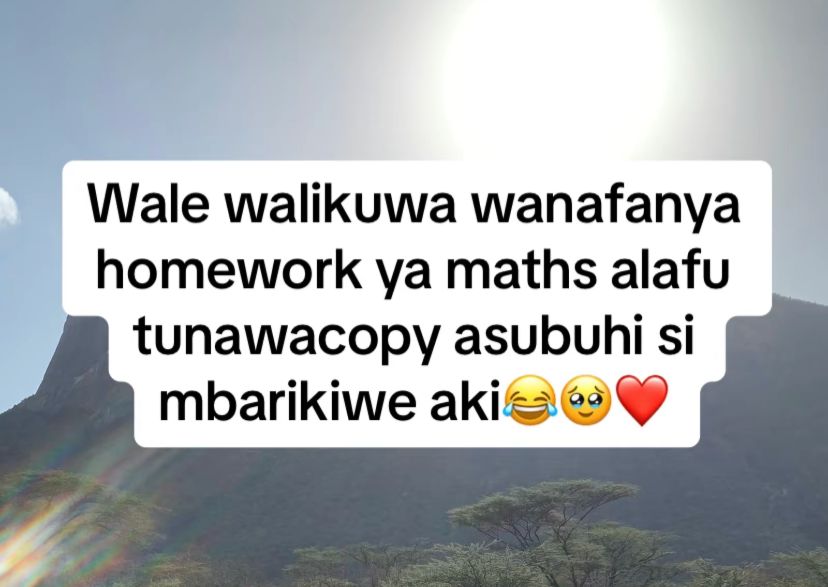 Wale walikuwa wanafanya
homework ya maths alafu
tunawacopy asubuhi si
mbarikiwe aki😂🥹❤️